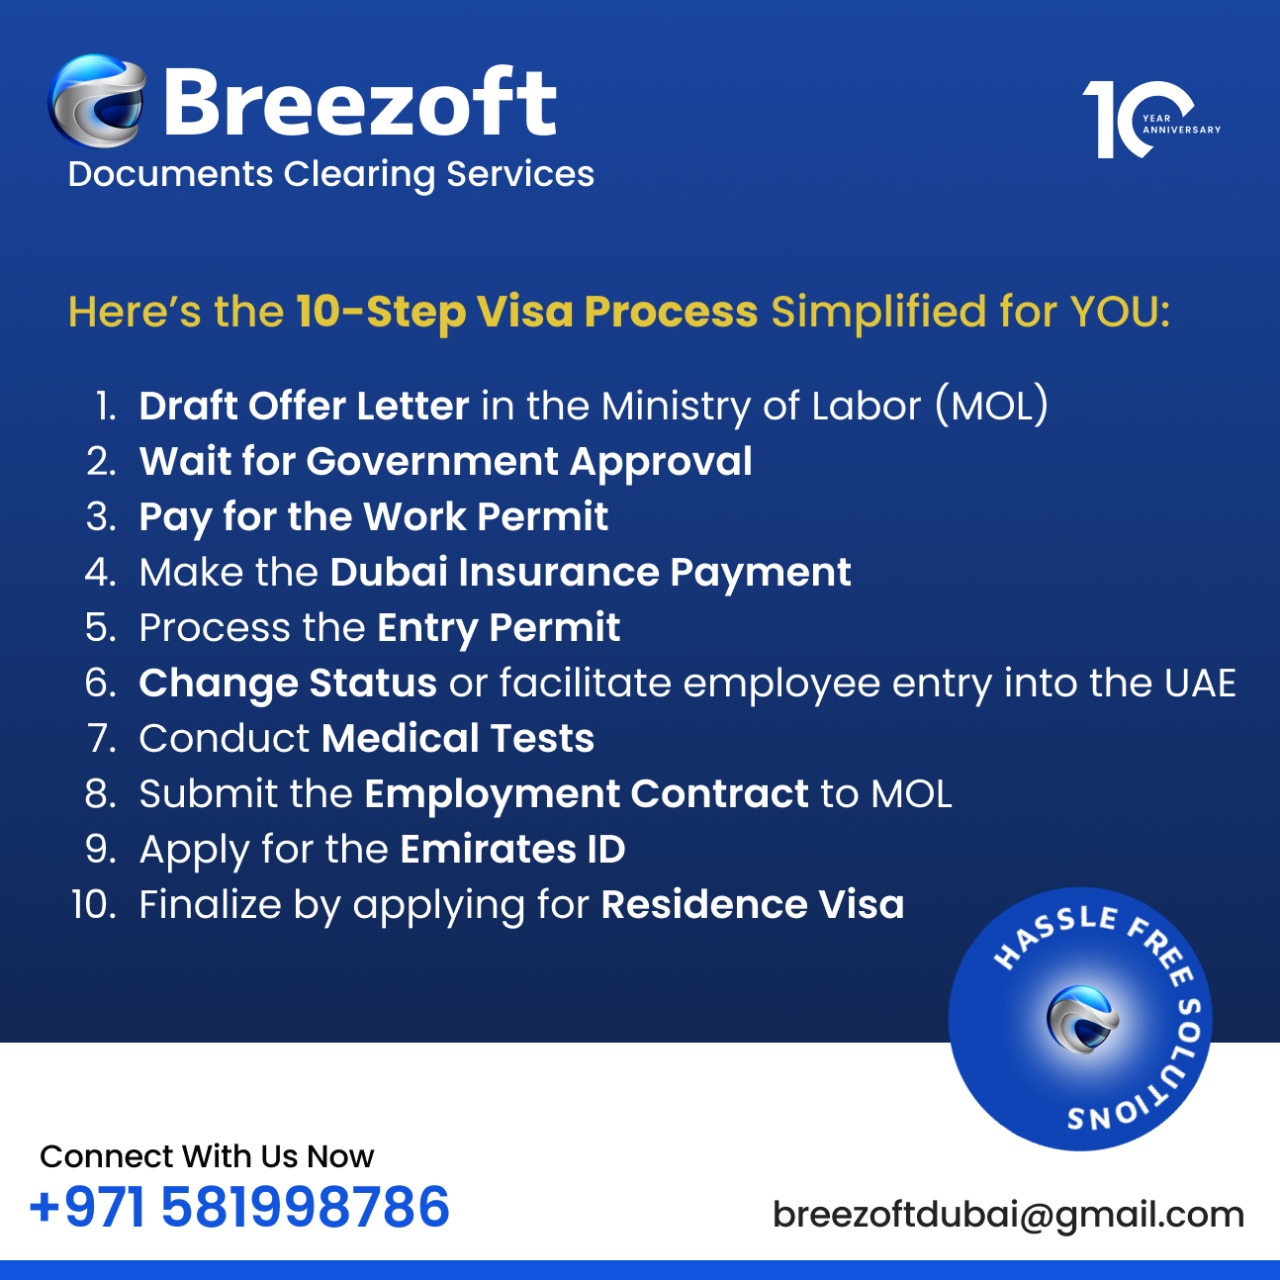 Breezoft
Documents Clearing Services
10 YEAR ANNIVERSARY
Here’s the 10-Step Visa Process Simplified for YOU:
1. Draft Offer Letter in the Ministry of Labor (MOL)
2. Wait for Government Approval
3. Pay for the Work Permit
4. Make the Dubai Insurance Payment
5. Process the Entry Permit
6. Change Status or facilitate employee entry into the UAE
7. Conduct Medical Tests
8. Submit the Employment Contract to MOL
9. Apply for the Emirates ID
10. Finalize by applying for Residence Visa
HASSLE FREE SOLUTIONS
Connect With Us Now
+971 581998786
breezoftdubai@gmail.com